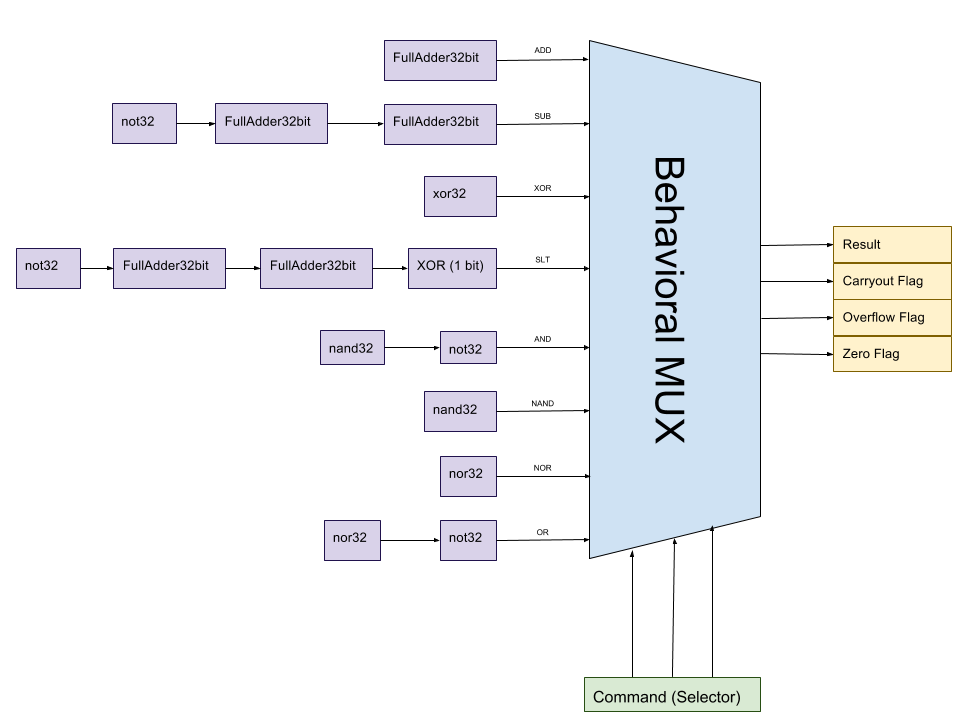 FullAdder32bit
ADD
not32
FullAdder32bit
FullAdder32bit
SUB
xor32
XOR
not32
FullAdder32bit
FullAdder32bit
XOR (1 bit)
SLT
nand32
not32
AND
nand32
NAND
nor32
NOR
nor32
not32
OR
Behavioral MUX
Result
Carryout Flag
Overflow Flag
Zero Flag
Command (Selector)